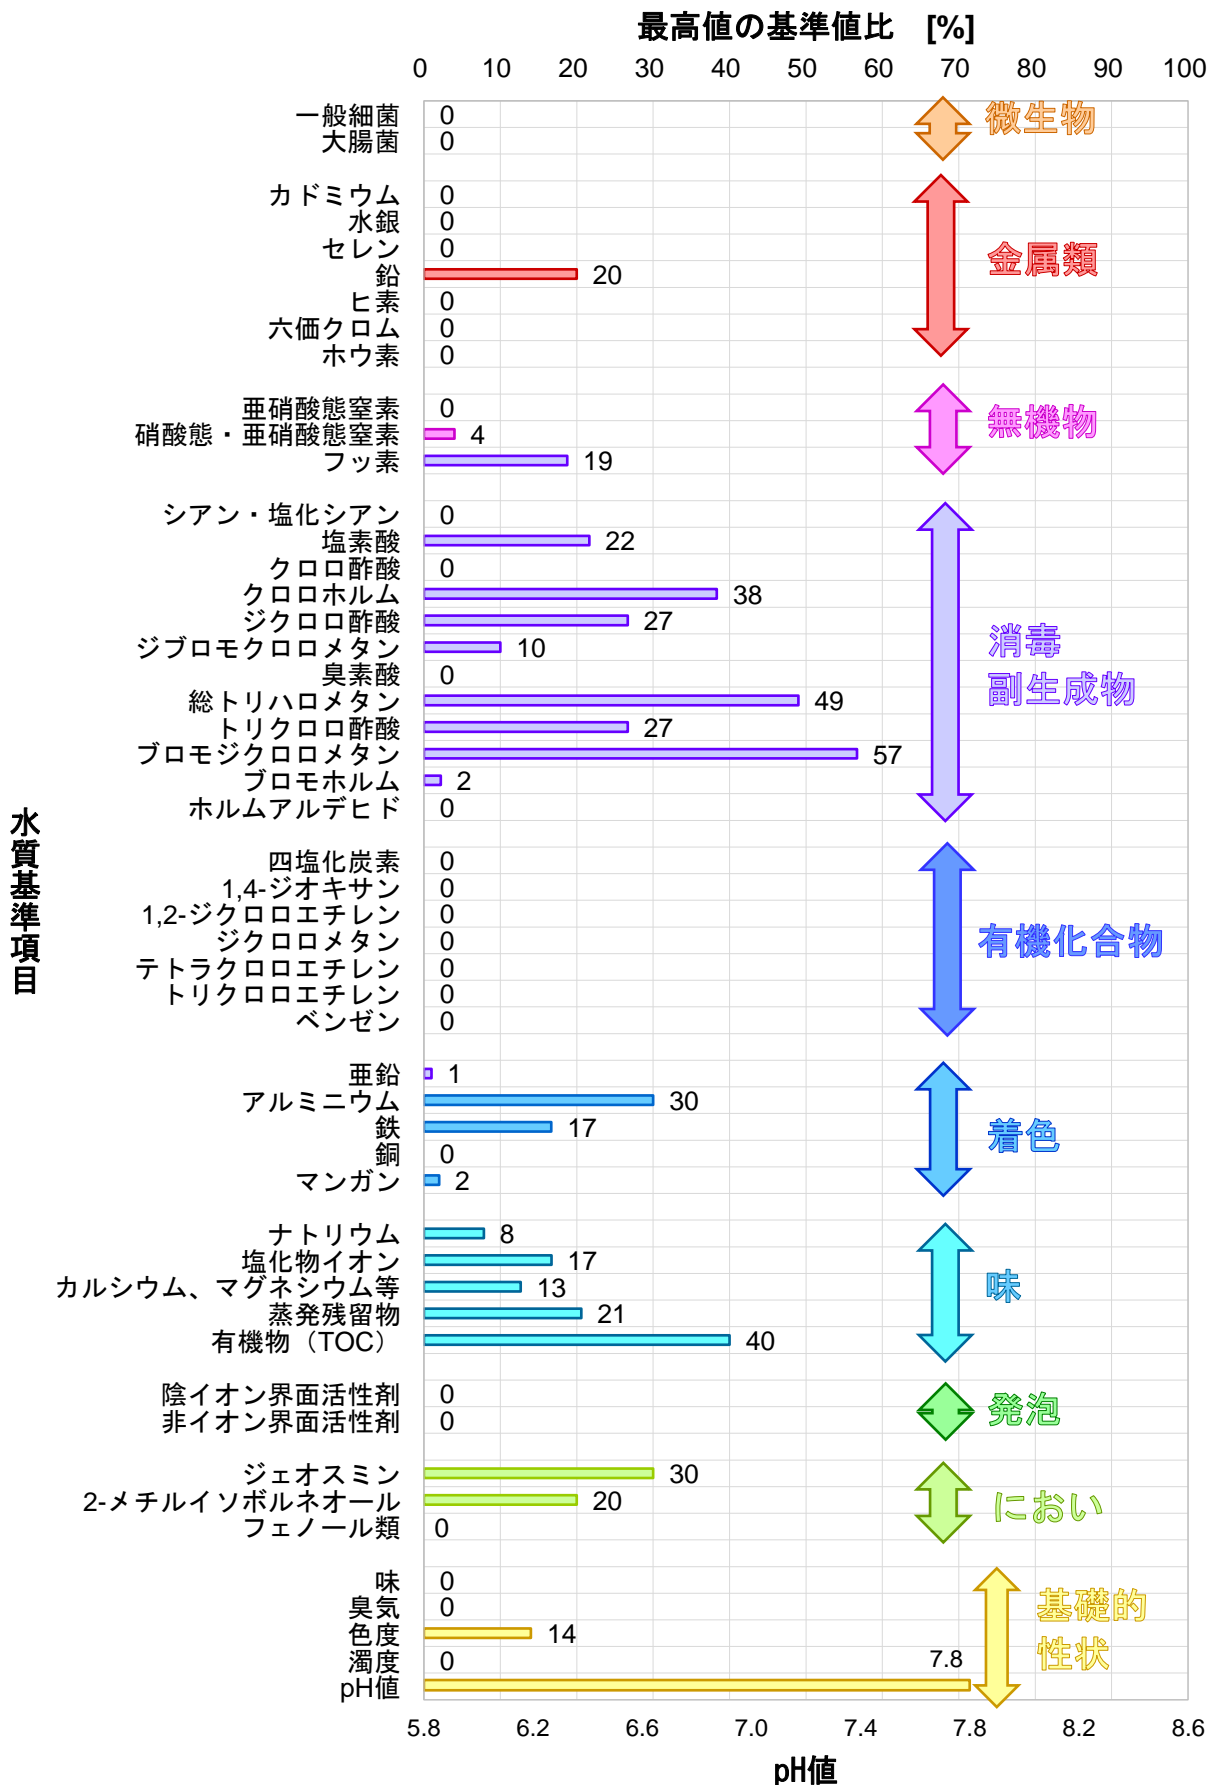 最高値の基準値比 [%]
0 10 20 30 40 50 60 70 80 90 100
一般細菌 0
大腸菌 0
微生物
カドミウム 0
水銀 0
セレン 0
鉛 20
ヒ素 0
六価クロム 0
ホウ素 0
金属類
亜硝酸態窒素 0
硝酸態・亜硝酸態窒素 4
フッ素 19
無機物
シアン・塩化シアン 0
塩素酸 22
クロロ酢酸 0
クロロホルム 38
ジクロロ酢酸 27
ジブロモクロロメタン 10
臭素酸 0
総トリハロメタン 49
トリクロロ酢酸 27
ブロモジクロロメタン 57
ブロモホルム 2
ホルムアルデヒド 0
消毒
副生成物
水質基準項目
四塩化炭素 0
1,4-ジオキサン 0
1,2-ジクロロエチレン 0
ジクロロメタン 0
テトラクロロエチレン 0
トリクロロエチレン 0
ベンゼン 0
有機化合物
亜鉛 1
アルミニウム 30
鉄 17
銅 0
マンガン 2
着色
ナトリウム 8
塩化物イオン 17
カルシウム、マグネシウム等 13
蒸発残留物 21
有機物（TOC） 40
味
陰イオン界面活性剤 0
非イオン界面活性剤 0
発泡
ジェオスミン 30
2-メチルイソボルネオール 20
フェノール類 0
におい
味 0
臭気 0
色度 14
濁度 0
pH値 7.8
基礎的
性状
5.8 6.2 6.6 7.0 7.4 7.8 8.2 8.6
pH値